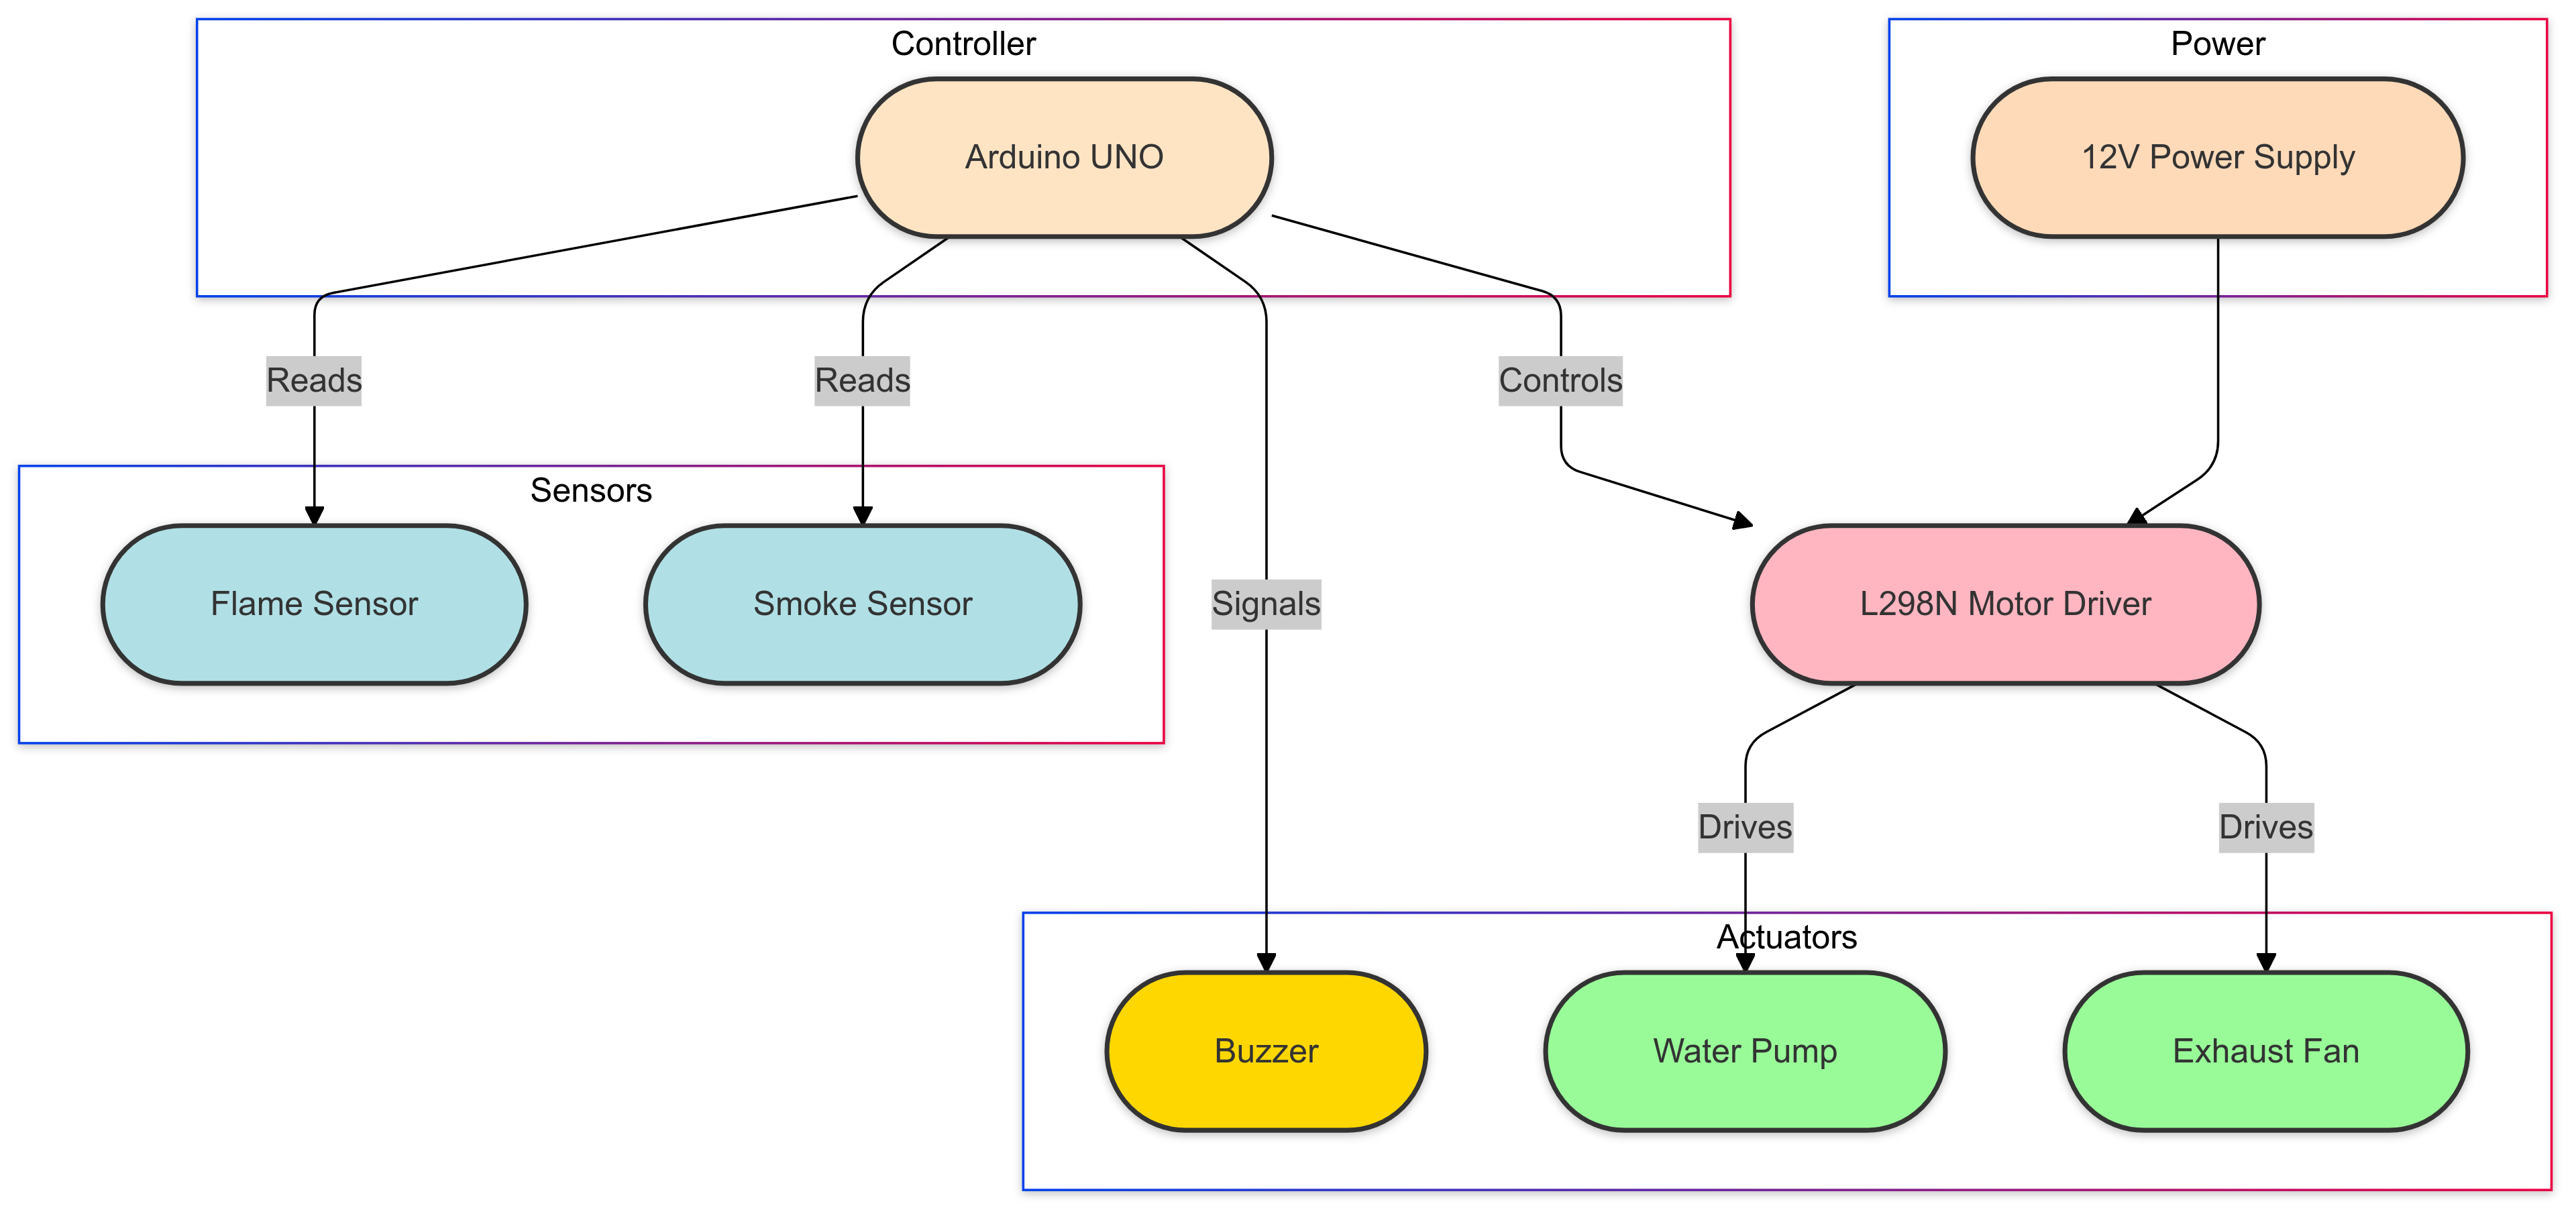 Controller
Power
Arduino UNO
12V Power Supply
Reads
Reads
Controls
Sensors
Flame Sensor
Smoke Sensor
Signals
L298N Motor Driver
Drives
Drives
Actuators
Buzzer
Water Pump
Exhaust Fan